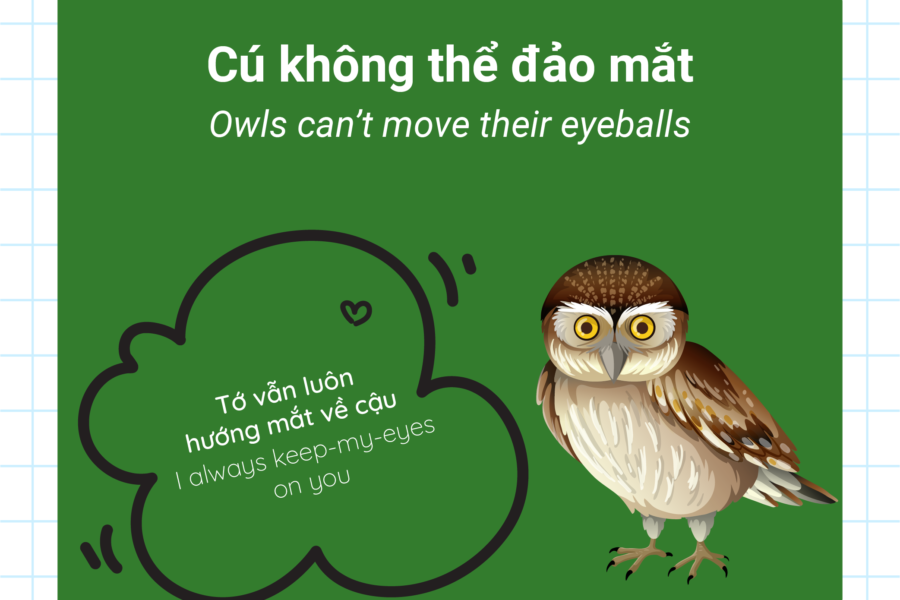 Cú không thể đảo mắt
Owls can't move their eyeballs
Tớ vẫn luôn
hướng mắt về cậu
I always keep-my-eyes
on you